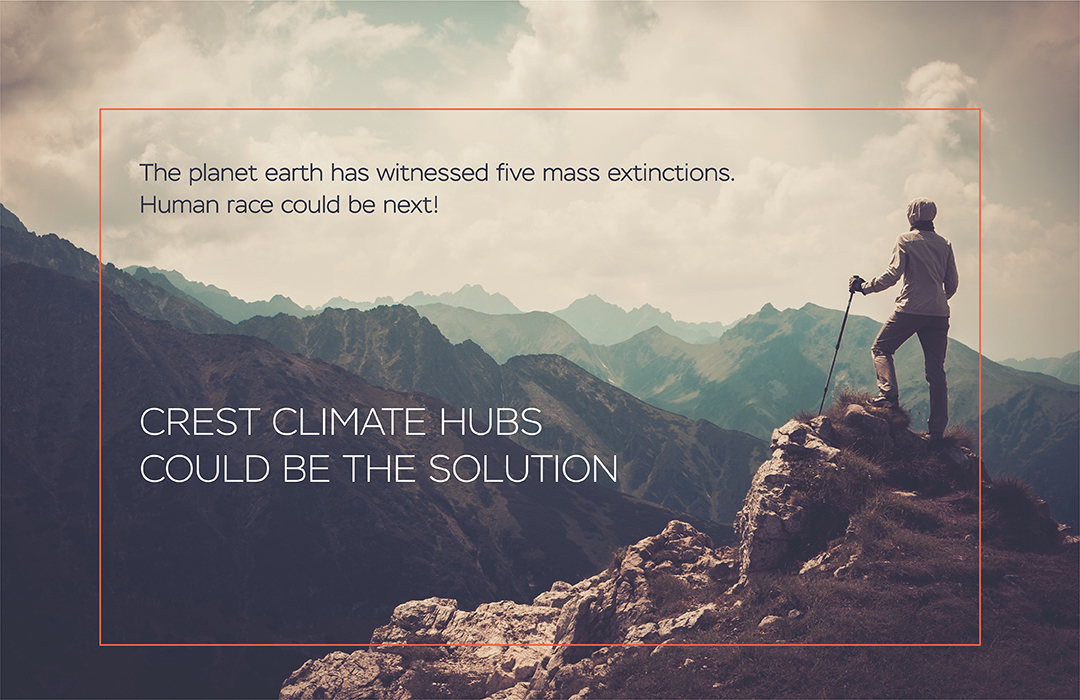 The planet earth has witnessed five mass extinctions.
Human race could be next!
CREST CLIMATE HUBS
COULD BE THE SOLUTION